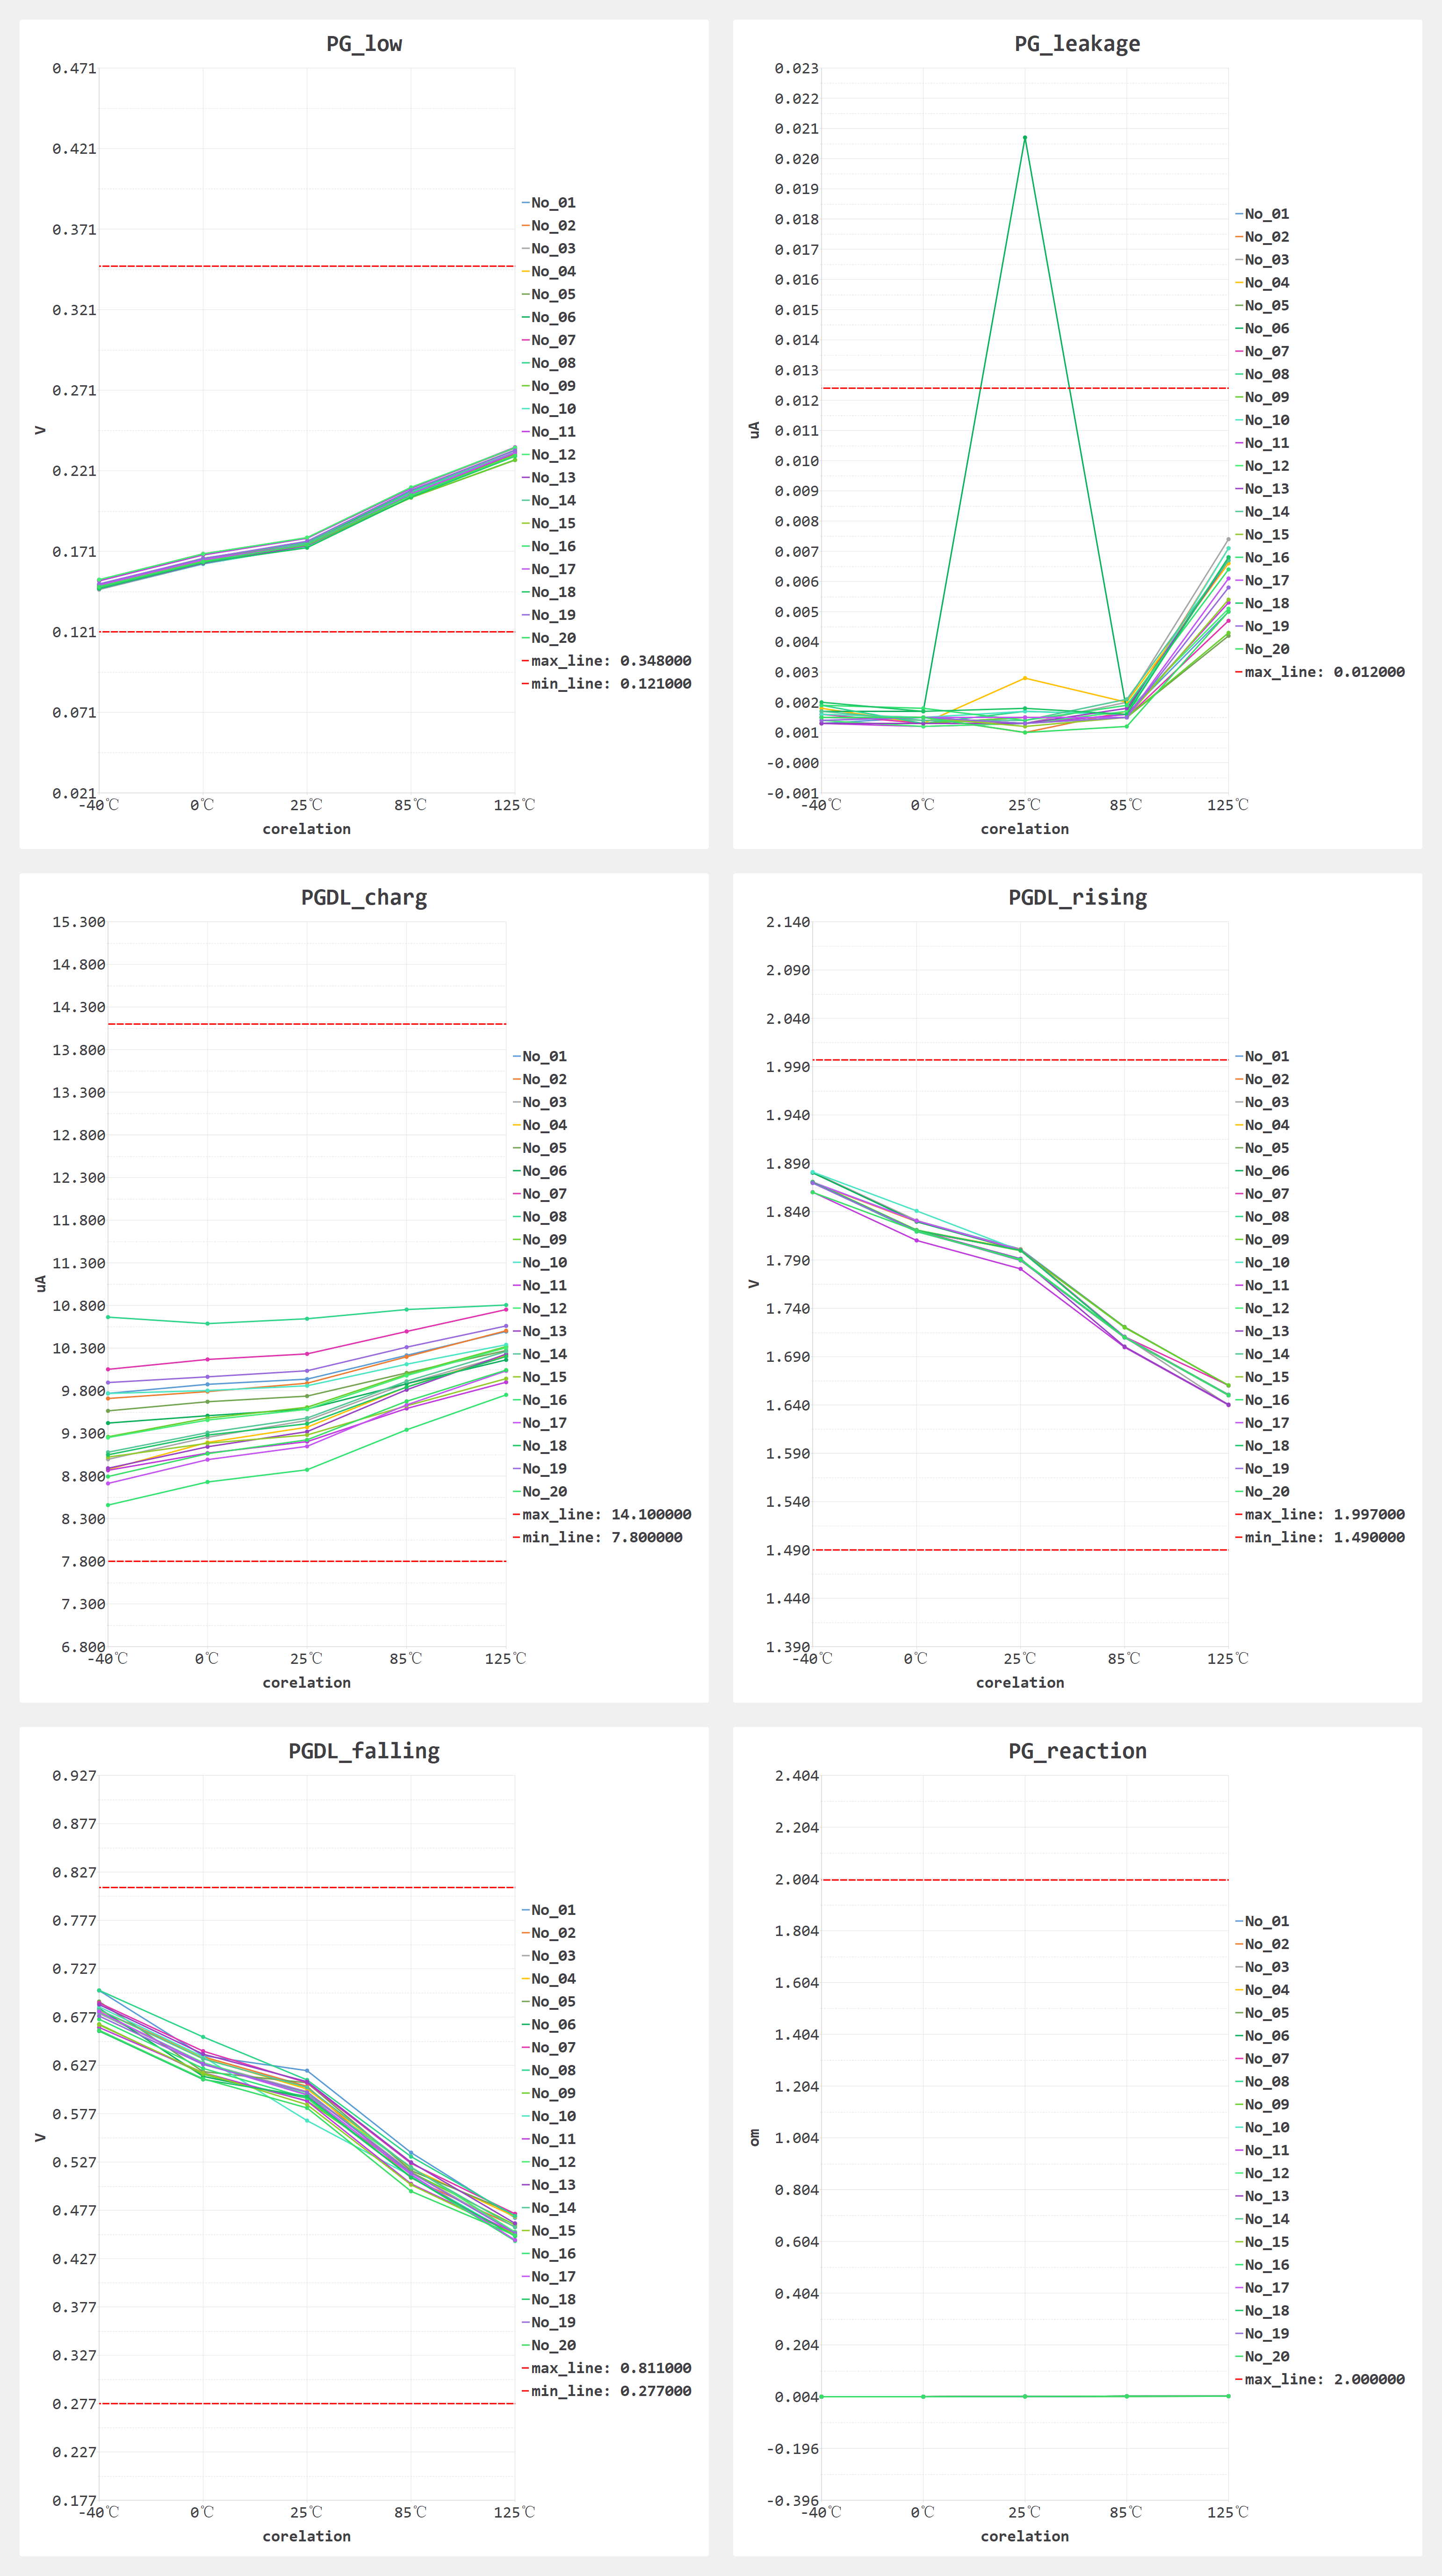 PG_low
0.471
0.421
0.371
0.321
0.271
0.221
0.171
0.121
0.071
0.021
V
-40℃ 0℃ 25℃ 85℃ 125℃
corelation
No_01
No_02
No_03
No_04
No_05
No_06
No_07
No_08
No_09
No_10
No_11
No_12
No_13
No_14
No_15
No_16
No_17
No_18
No_19
No_20
max_line: 0.348000
min_line: 0.121000
PG_leakage
0.023
0.022
0.021
0.020
0.019
0.018
0.017
0.016
0.015
0.014
0.013
0.012
0.011
0.010
0.009
0.008
0.007
0.006
0.005
0.004
0.003
0.002
0.001
-0.000
-0.001
uA
-40℃ 0℃ 25℃ 85℃ 125℃
corelation
No_01
No_02
No_03
No_04
No_05
No_06
No_07
No_08
No_09
No_10
No_11
No_12
No_13
No_14
No_15
No_16
No_17
No_18
No_19
No_20
max_line: 0.012000
PGDL_charg
15.300
14.800
14.300
13.800
13.300
12.800
12.300
11.800
11.300
10.800
10.300
9.800
9.300
8.800
8.300
7.800
7.300
6.800
uA
-40℃ 0℃ 25℃ 85℃ 125℃
corelation
No_01
No_02
No_03
No_04
No_05
No_06
No_07
No_08
No_09
No_10
No_11
No_12
No_13
No_14
No_15
No_16
No_17
No_18
No_19
No_20
max_line: 14.100000
min_line: 7.800000
PGDL_rising
2.140
2.090
2.040
1.990
1.940
1.890
1.840
1.790
1.740
1.690
1.640
1.590
1.540
1.490
1.440
1.390
V
-40℃ 0℃ 25℃ 85℃ 125℃
corelation
No_01
No_02
No_03
No_04
No_05
No_06
No_07
No_08
No_09
No_10
No_11
No_12
No_13
No_14
No_15
No_16
No_17
No_18
No_19
No_20
max_line: 1.997000
min_line: 1.490000
PGDL_falling
0.927
0.877
0.827
0.777
0.727
0.677
0.627
0.577
0.527
0.477
0.427
0.377
0.327
0.277
0.227
0.177
V
-40℃ 0℃ 25℃ 85℃ 125℃
corelation
No_01
No_02
No_03
No_04
No_05
No_06
No_07
No_08
No_09
No_10
No_11
No_12
No_13
No_14
No_15
No_16
No_17
No_18
No_19
No_20
max_line: 0.811000
min_line: 0.277000
PG_reaction
2.404
2.204
2.004
1.804
1.604
1.404
1.204
1.004
0.804
0.604
0.404
0.204
0.004
-0.196
-0.396
om
-40℃ 0℃ 25℃ 85℃ 125℃
corelation
No_01
No_02
No_03
No_04
No_05
No_06
No_07
No_08
No_09
No_10
No_11
No_12
No_13
No_14
No_15
No_16
No_17
No_18
No_19
No_20
max_line: 2.000000